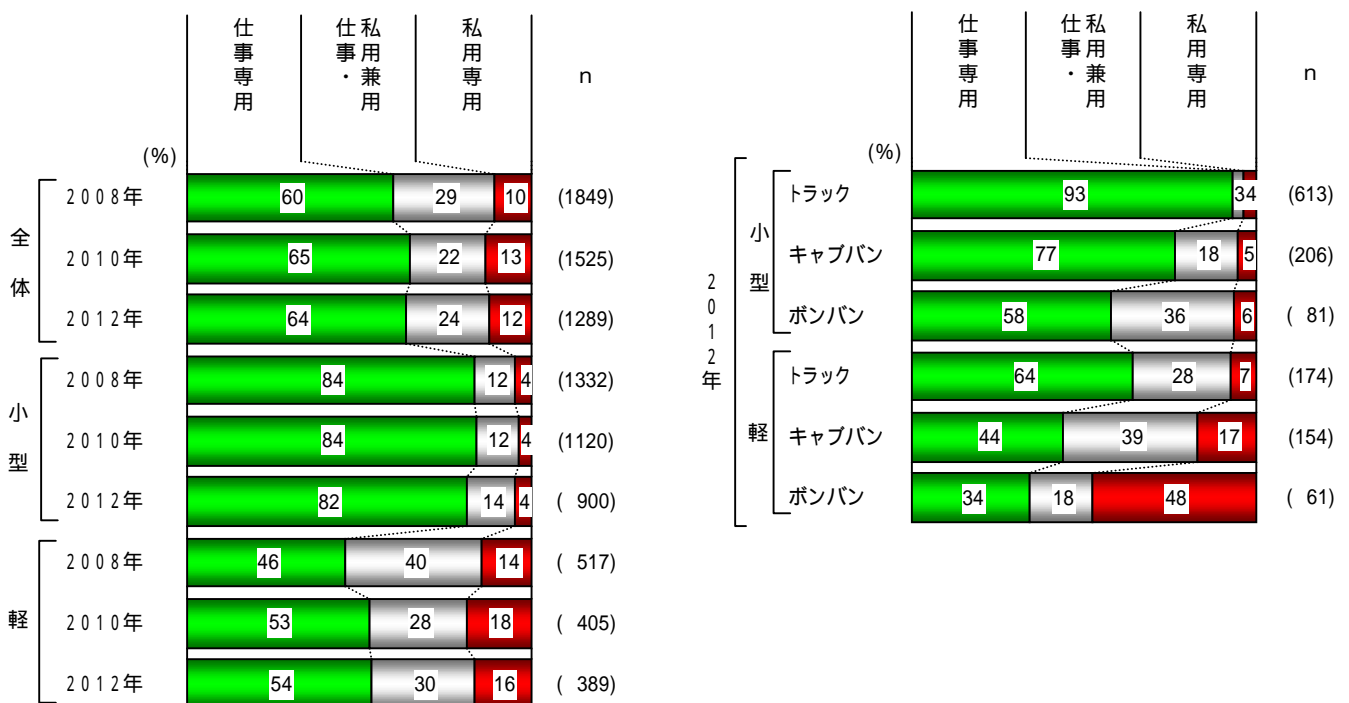 仕事専用
仕事・
私用兼用
私用専用
n
(%)
全体
2008年 60 29 10 (1849)
2010年 65 22 13 (1525)
2012年 64 24 12 (1289)
小型
2008年 84 12 4 (1332)
2010年 84 12 4 (1120)
2012年 82 14 4 ( 900)
軽
2008年 46 40 14 ( 517)
2010年 53 28 18 ( 405)
2012年 54 30 16 ( 389)
仕事専用
仕事・
私用兼用
私用専用
n
(%)
2012年
小型
トラック 93 34 (613)
キャブバン 77 18 5 (206)
ボンバン 58 36 6 ( 81)
軽
トラック 64 28 7 (174)
キャブバン 44 39 17 (154)
ボンバン 34 18 48 ( 61)